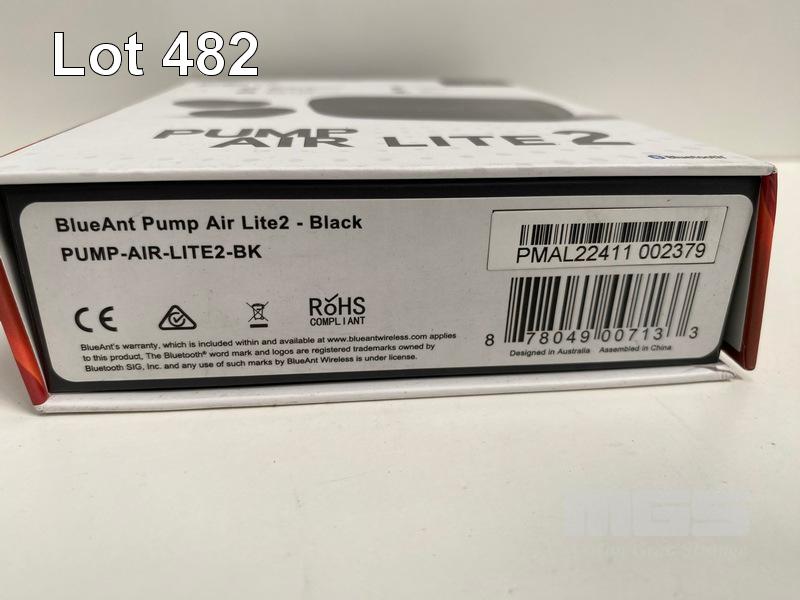 Lot 482
PUMP
AIR LITE 2
Bluetooth
BlueAnt Pump Air Lite2 - Black
PUMP-AIR-LITE2-BK
PMAL22411 002379
CE
RoHS
COMPLIANT
8 78049 00713 3
Designed in Australia Assembled in China
BlueAnt's warranty, which is included within and available at www.blueantwireless.com applies
to this product, The Bluetooth® word mark and logos are registered trademarks owned by
Bluetooth SIG, Inc. and any use of such marks by BlueAnt Wireless is under license.
MGS